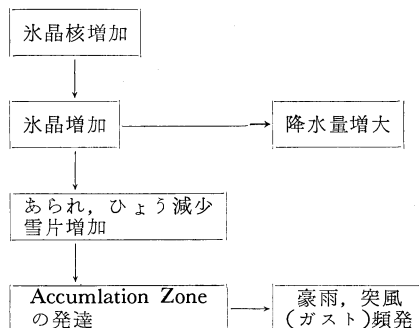 氷晶核増加
氷晶増加
降水量増大
あられ，ひょう減少
雪片増加
Accumlation Zone
の発達
豪雨，突風
(ガスト)頻発